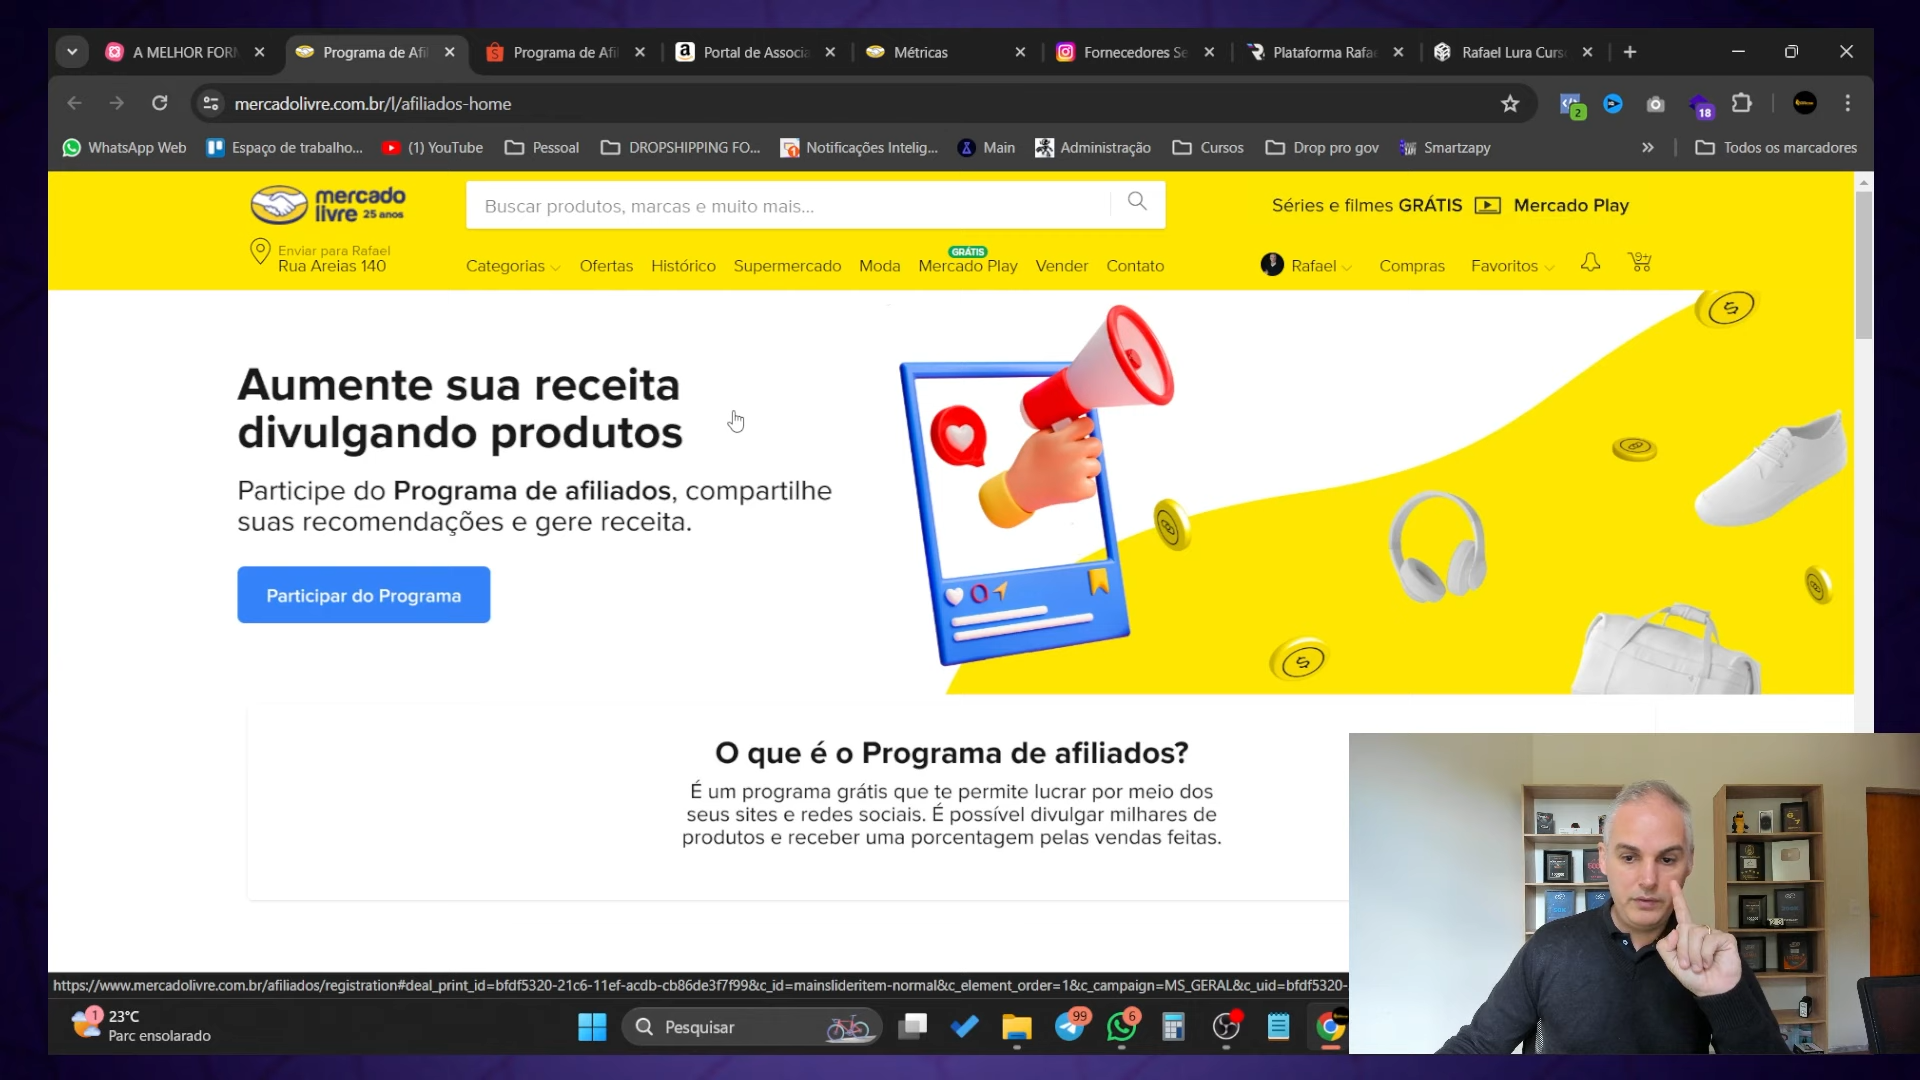 A MELHOR FOR
Programa de Afi
Programa de Afi
Portal de Associa
Métricas
Fornecedores Se
Plataforma Rafae
Rafael Lura Curs
mercadolivre.com.br/l/afiliados-home
2
18
WhatsApp Web
Espaço de trabalho...
(1) YouTube
Pessoal
DROPSHIPPING FO...
Notificações Intelig...
Main
Administração
Cursos
Drop pro gov
Smartzapy
Todos os marcadores
mercado
livre 25 anos
Buscar produtos, marcas e muito mais...
Séries e filmes GRÁTIS
Mercado Play
Enviar para Rafael
Rua Areias 140
Categorias
Ofertas
Histórico
Supermercado
Moda
GRÁTIS
Mercado Play
Vender
Contato
Rafael
Compras
Favoritos
9+
Aumente sua receita
divulgando produtos
Participe do Programa de afiliados, compartilhe
suas recomendações e gere receita.
Participar do Programa
O que é o Programa de afiliados?
É um programa grátis que te permite lucrar por meio dos
seus sites e redes sociais. É possível divulgar milhares de
produtos e receber uma porcentagem pelas vendas feitas.
https://www.mercadolivre.com.br/afiliados/registration#deal_print_id=bfdf5320-21c6-11ef-acdb-cb86de3f7f99&c_id=mainslideritem-normal&c_element_order=1&c_campaign=MS_GERAL&c_uid=bfdf5320-
1
23°C
Parc ensolarado
Pesquisar
99
6